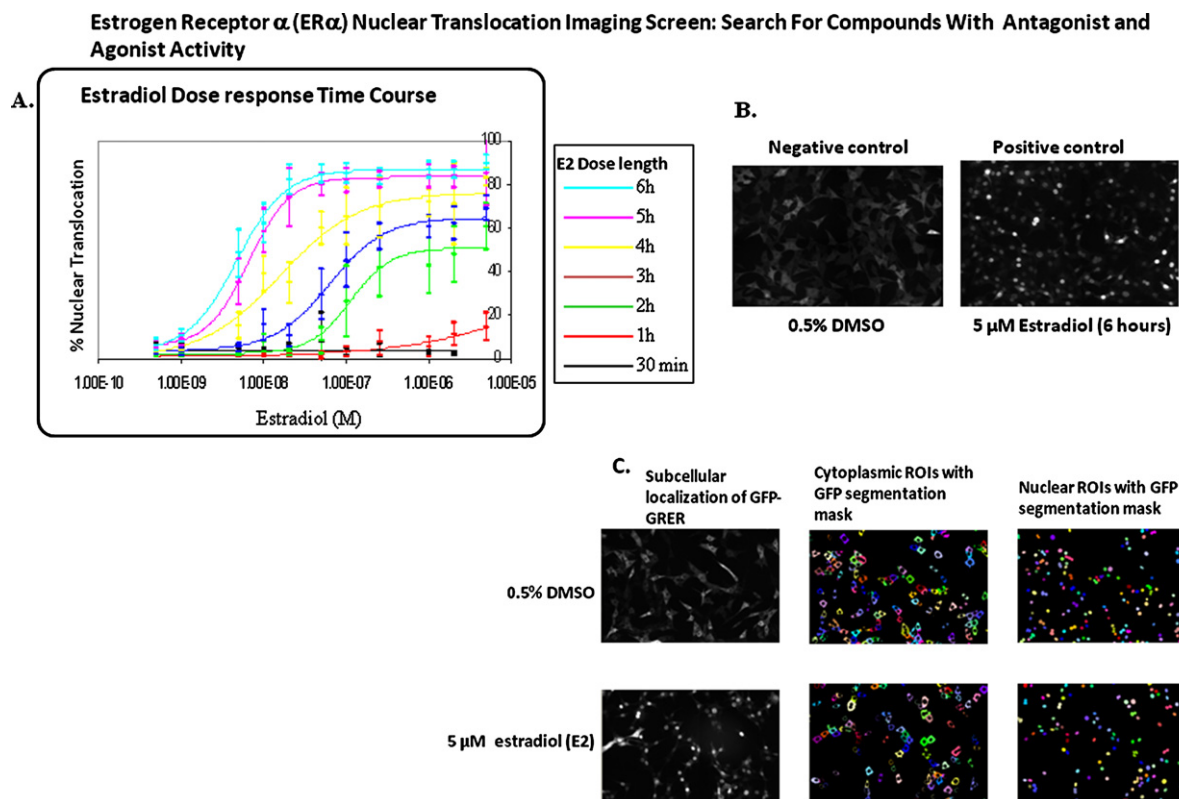 Estrogen Receptor α (ERα) Nuclear Translocation Imaging Screen: Search For Compounds With Antagonist and
Agonist Activity
A.
Estradiol Dose response Time Course
% Nuclear Translocation
100
80
60
40
20
0
1.00E-10
1.00E-09
1.00E-08
1.00E-07
1.00E-06
1.00E-05
Estradiol (M)
E2 Dose length
6h
5h
4h
3h
2h
1h
30 min
B.
Negative control
Positive control
0.5% DMSO
5 µM Estradiol (6 hours)
C.
Subcellular
localization of GFP-
GRER
Cytoplasmic ROIs with
GFP segmentation
mask
Nuclear ROIs with GFP
segmentation mask
0.5% DMSO
5 µM estradiol (E2)